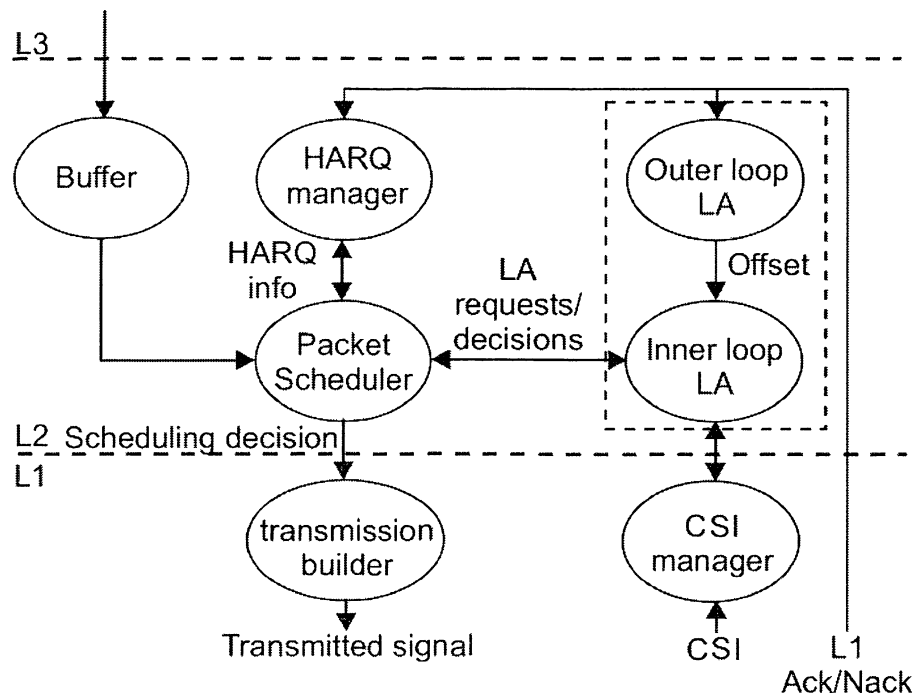 L3
Buffer
HARQ
manager
Outer loop
LA
HARQ
info
LA
requests/
decisions
Offset
Packet
Scheduler
Inner loop
LA
L2 Scheduling decision
L1
transmission
builder
CSI
manager
Transmitted signal
CSI
L1
Ack/Nack